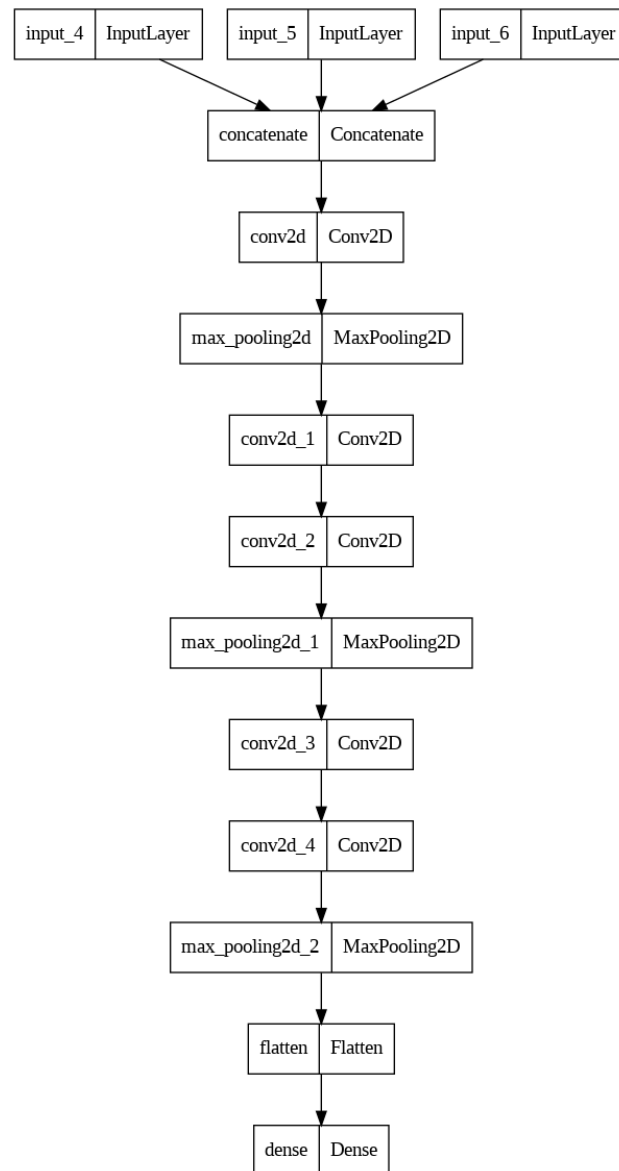 input_4 InputLayer input_5 InputLayer input_6 InputLayer
concatenate Concatenate
conv2d Conv2D
max_pooling2d MaxPooling2D
conv2d_1 Conv2D
conv2d_2 Conv2D
max_pooling2d_1 MaxPooling2D
conv2d_3 Conv2D
conv2d_4 Conv2D
max_pooling2d_2 MaxPooling2D
flatten Flatten
dense Dense